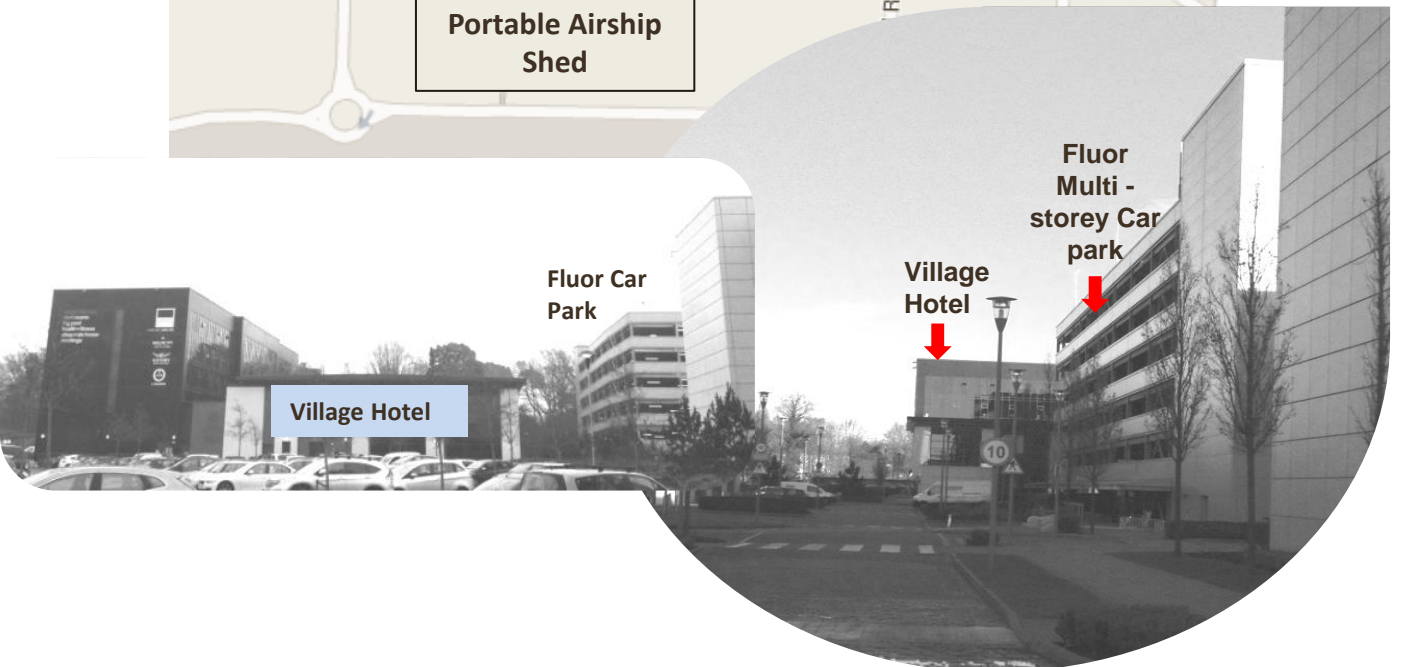 Portable Airship
Shed
R
Fluor
Multi -
storey Car
park
Village
Hotel
Fluor Car
Park
Village Hotel
10